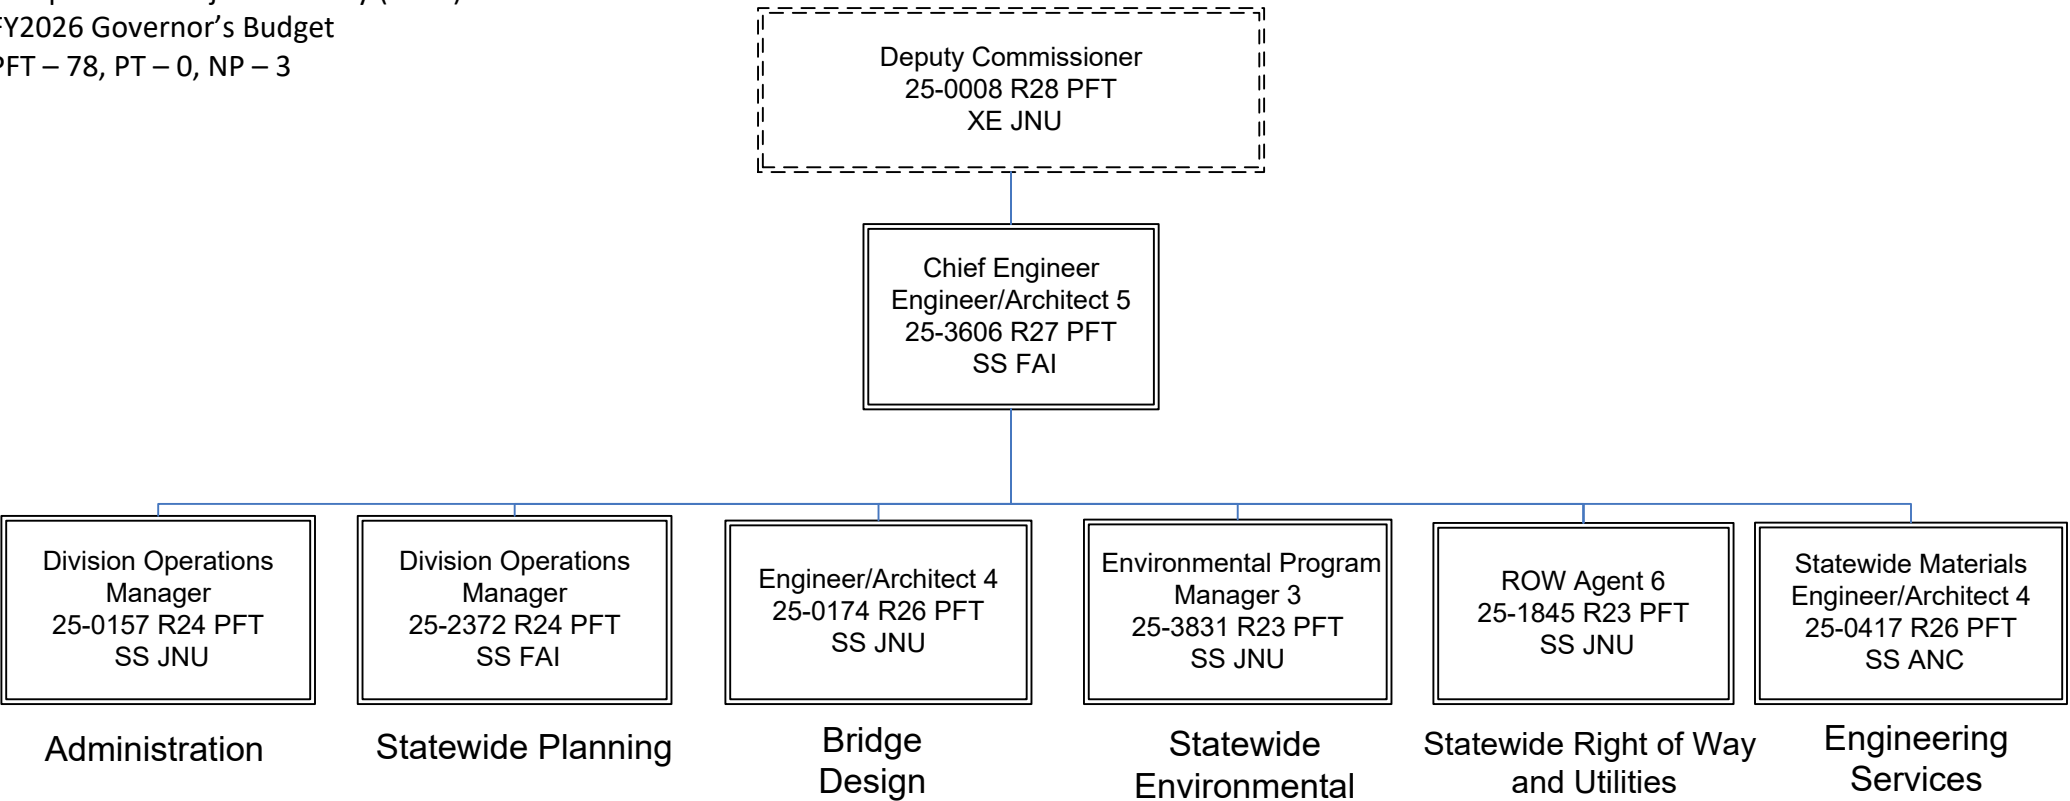 FY2026 Governor's Budget
PFT – 78, PT – 0, NP – 3
Deputy Commissioner
25-0008 R28 PFT
XE JNU
Chief Engineer
Engineer/Architect 5
25-3606 R27 PFT
SS FAI
Division Operations
Manager
25-0157 R24 PFT
SS JNU
Administration
Division Operations
Manager
25-2372 R24 PFT
SS FAI
Statewide Planning
Engineer/Architect 4
25-0174 R26 PFT
SS JNU
Bridge
Design
Environmental Program
Manager 3
25-3831 R23 PFT
SS JNU
Statewide
Environmental
ROW Agent 6
25-1845 R23 PFT
SS JNU
Statewide Right of Way
and Utilities
Statewide Materials
Engineer/Architect 4
25-0417 R26 PFT
SS ANC
Engineering
Services